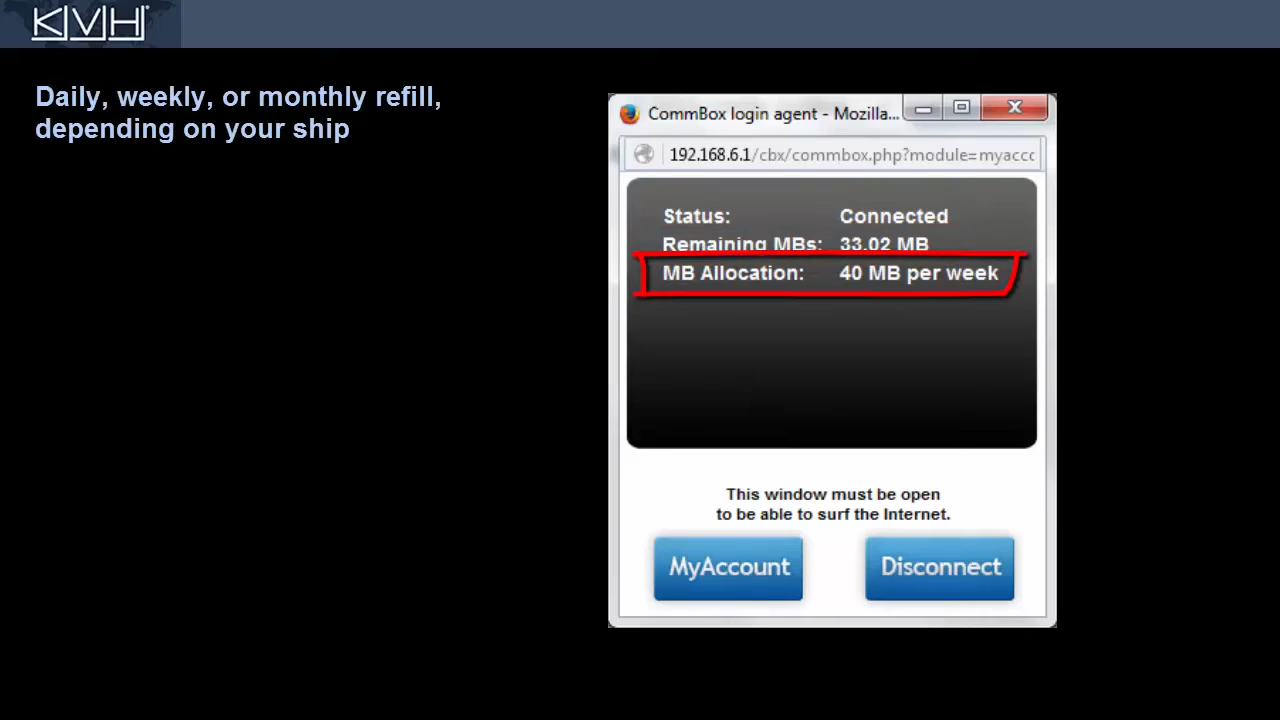 KVH
Daily, weekly, or monthly refill,
depending on your ship
CommBox login agent - Mozilla...
192.168.6.1/cbx/commbox.php?module=myaccc
Status: Connected
Remaining MBs: 33.02 MB
MB Allocation: 40 MB per week
This window must be open
to be able to surf the Internet.
MyAccount Disconnect